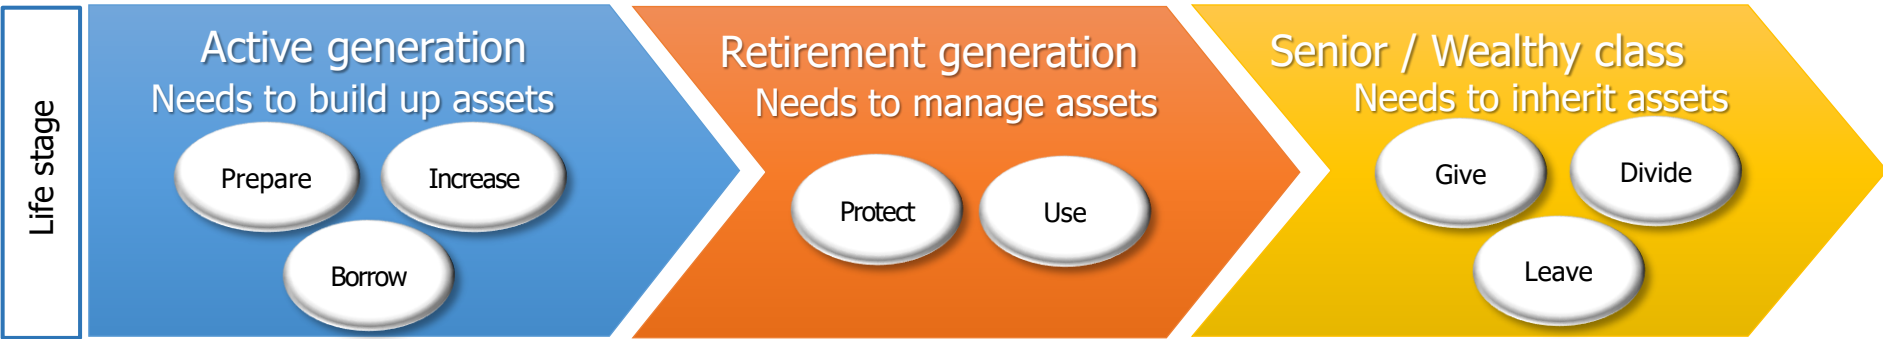 Life stage
Active generation
Needs to build up assets
Prepare
Increase
Borrow
Retirement generation
Needs to manage assets
Protect
Use
Senior / Wealthy class
Needs to inherit assets
Give
Divide
Leave